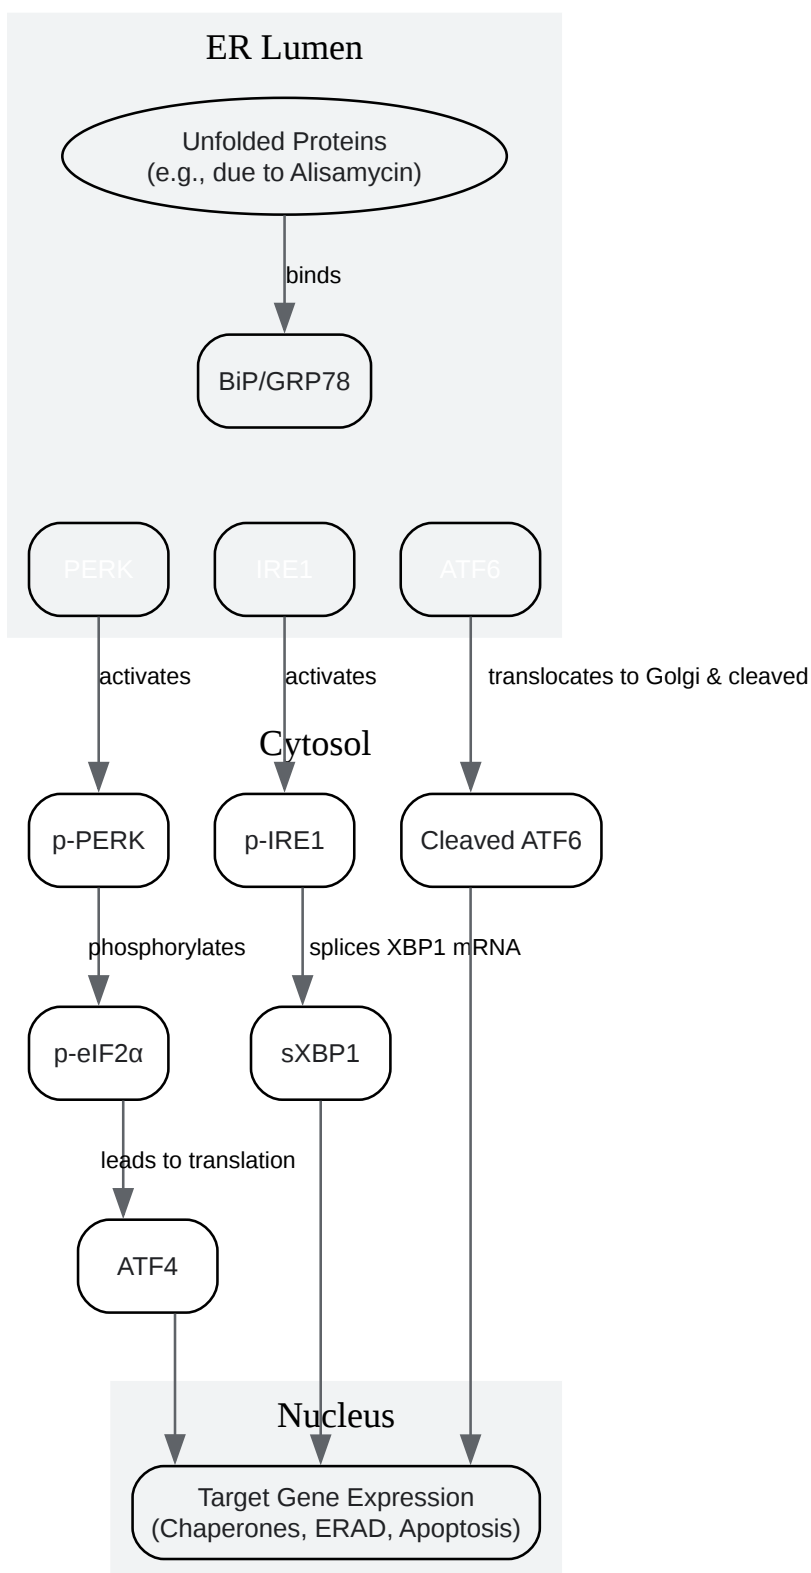 ER Lumen
Unfolded Proteins
(e.g., due to Alisamycin)
binds
BiP/GRP78
PERK
IRE1
ATF6
activates
activates
translocates to Golgi & cleaved
Cytosol
p-PERK
p-IRE1
Cleaved ATF6
phosphorylates
splices XBP1 mRNA
p-eIF2α
sXBP1
leads to translation
ATF4
Nucleus
Target Gene Expression
(Chaperones, ERAD, Apoptosis)